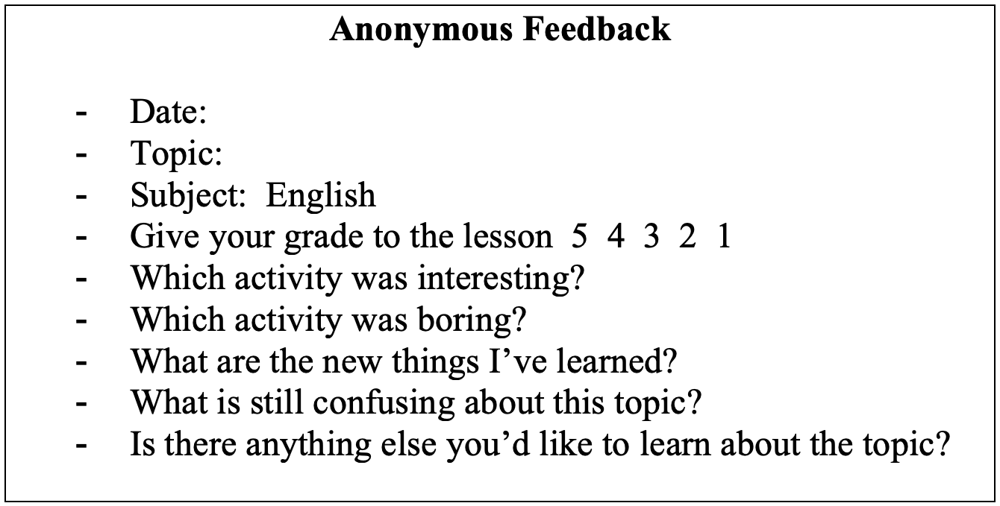 Anonymous Feedback
- Date:
- Topic:
- Subject:  English
- Give your grade to the lesson  5  4  3  2  1
- Which activity was interesting?
- Which activity was boring?
- What are the new things I’ve learned?
- What is still confusing about this topic?
- Is there anything else you’d like to learn about the topic?